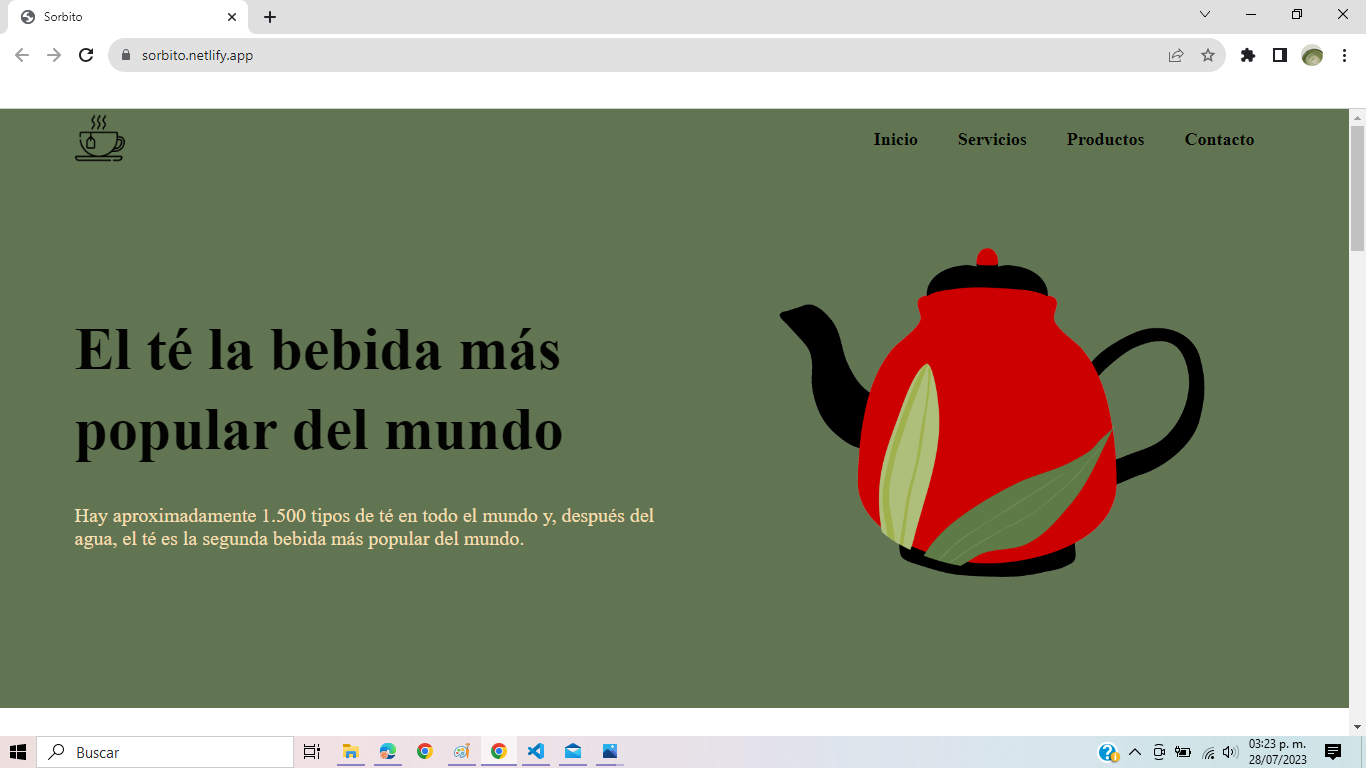 Sorbito
sorbito.netlify.app
Inicio Servicios Productos Contacto
El té la bebida más
popular del mundo
Hay aproximadamente 1.500 tipos de té en todo el mundo y, después del
agua, el té es la segunda bebida más popular del mundo.
Buscar
03:23 p. m.
28/07/2023